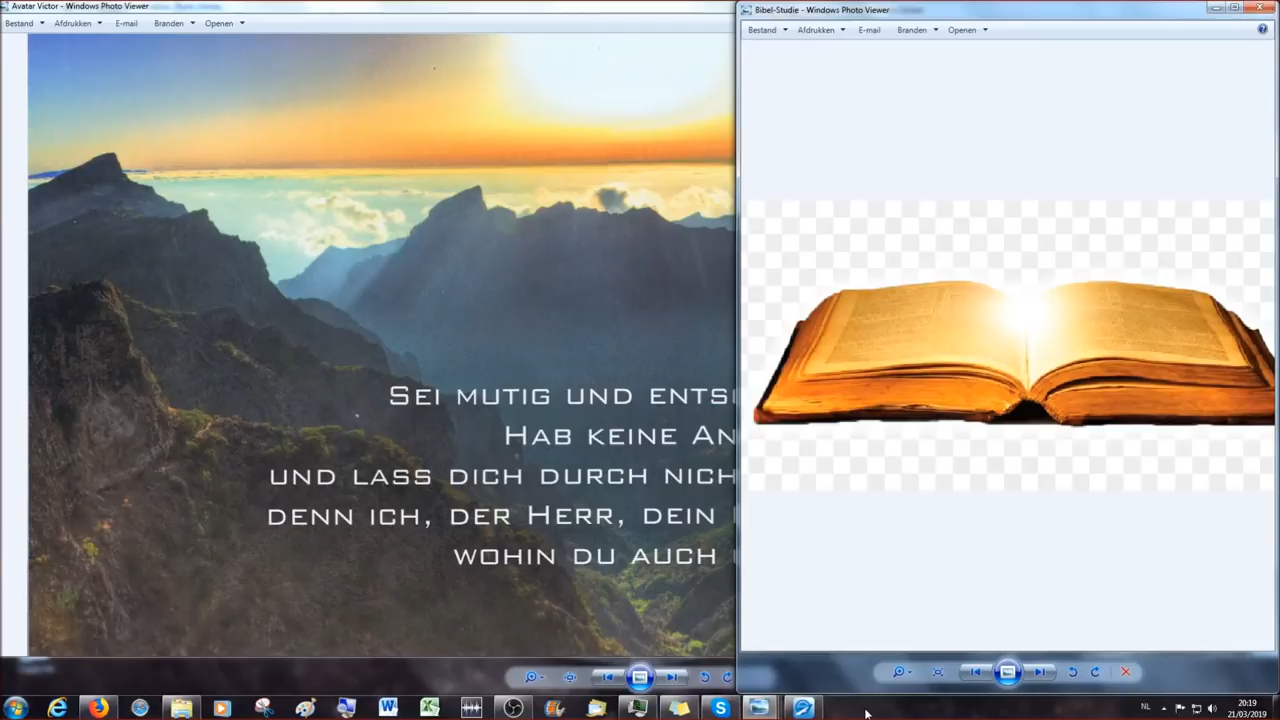 Avatar Victor - Windows Photo Viewer
Bestand Afdrukken E-mail Branden Openen
Bibel-Studie - Windows Photo Viewer
Bestand Afdrukken E-mail Branden Openen
Sei mutig und ents
Hab keine An
und lass dich durch nich
denn ich, der Herr, dein
wohin du auch
NL
20:19
21/03/2019